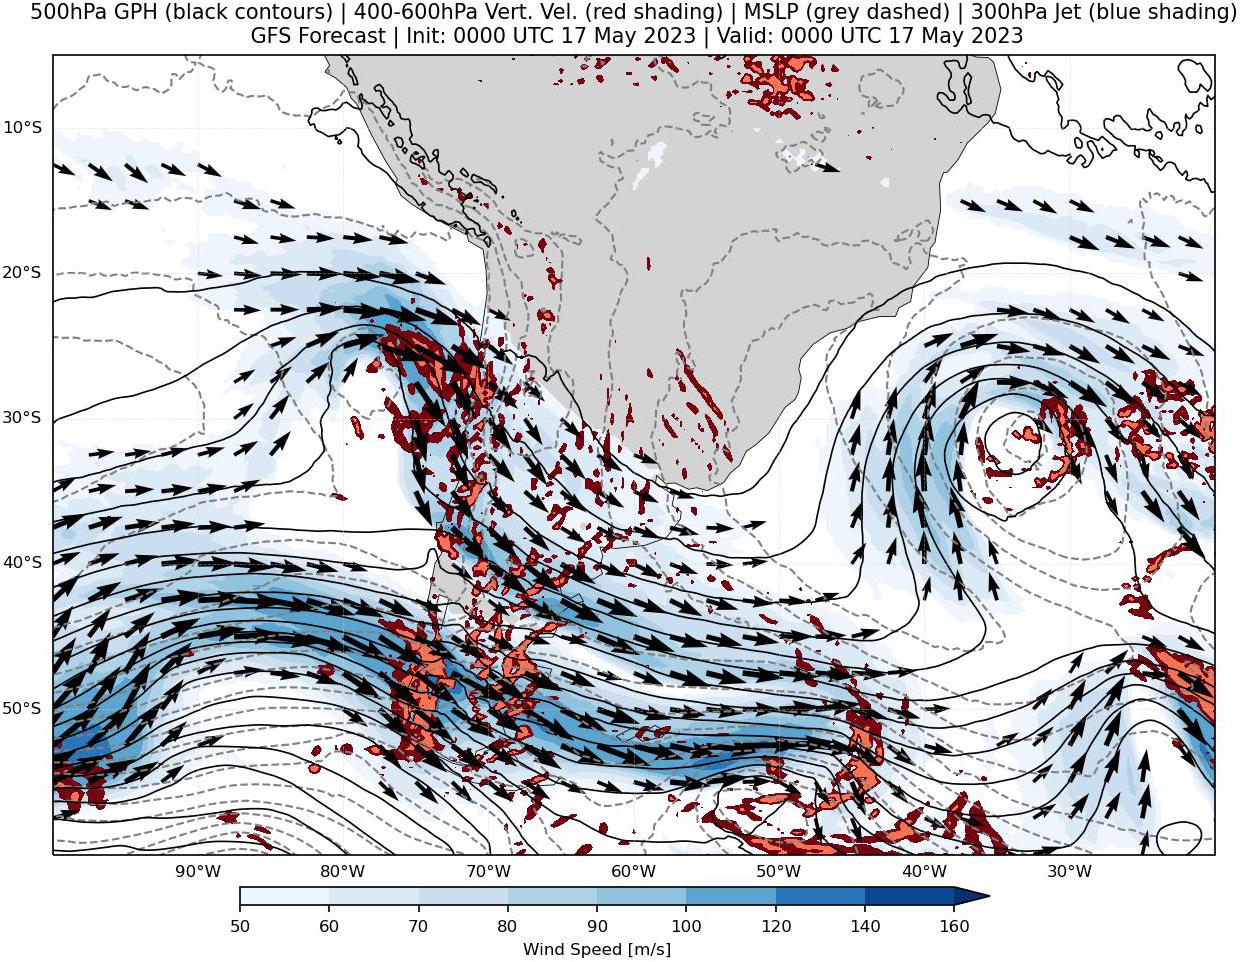 500hPa GPH (black contours) | 400-600hPa Vert. Vel. (red shading) | MSLP (grey dashed) | 300hPa Jet (blue shading)
GFS Forecast | Init: 0000 UTC 17 May 2023 | Valid: 0000 UTC 17 May 2023
10°S
20°S
30°S
40°S
50°S
90°W 80°W 70°W 60°W 50°W 40°W 30°W
50 60 70 80 90 100 120 140 160
Wind Speed [m/s]